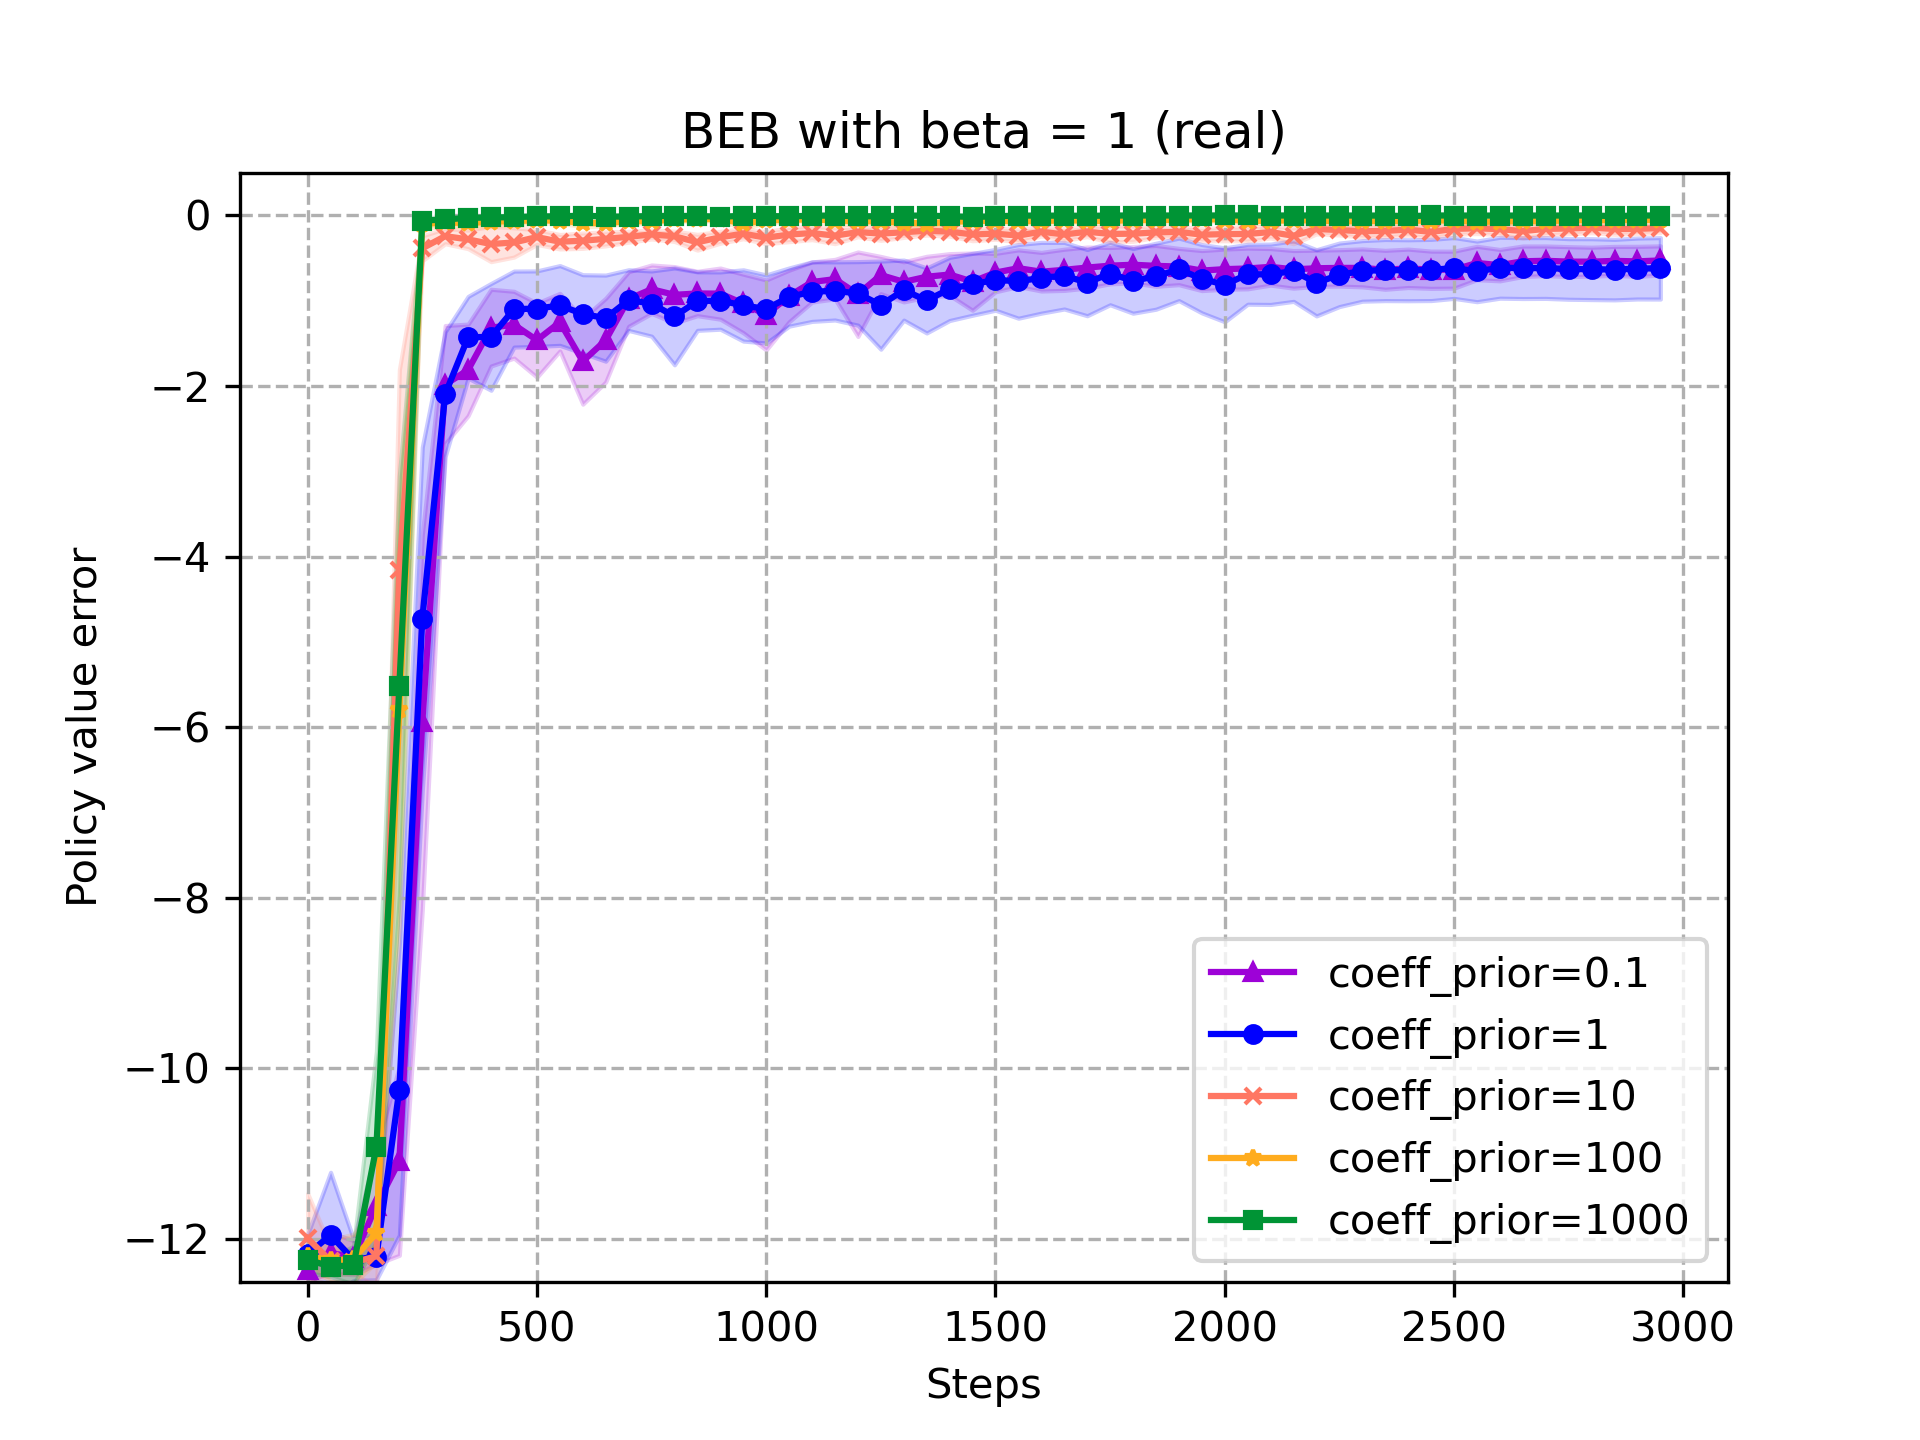 BEB with beta = 1 (real)
Policy value error
0
−2
−4
−6
−8
−10
−12
0 500 1000 1500 2000 2500 3000
Steps
coeff_prior=0.1
coeff_prior=1
coeff_prior=10
coeff_prior=100
coeff_prior=1000